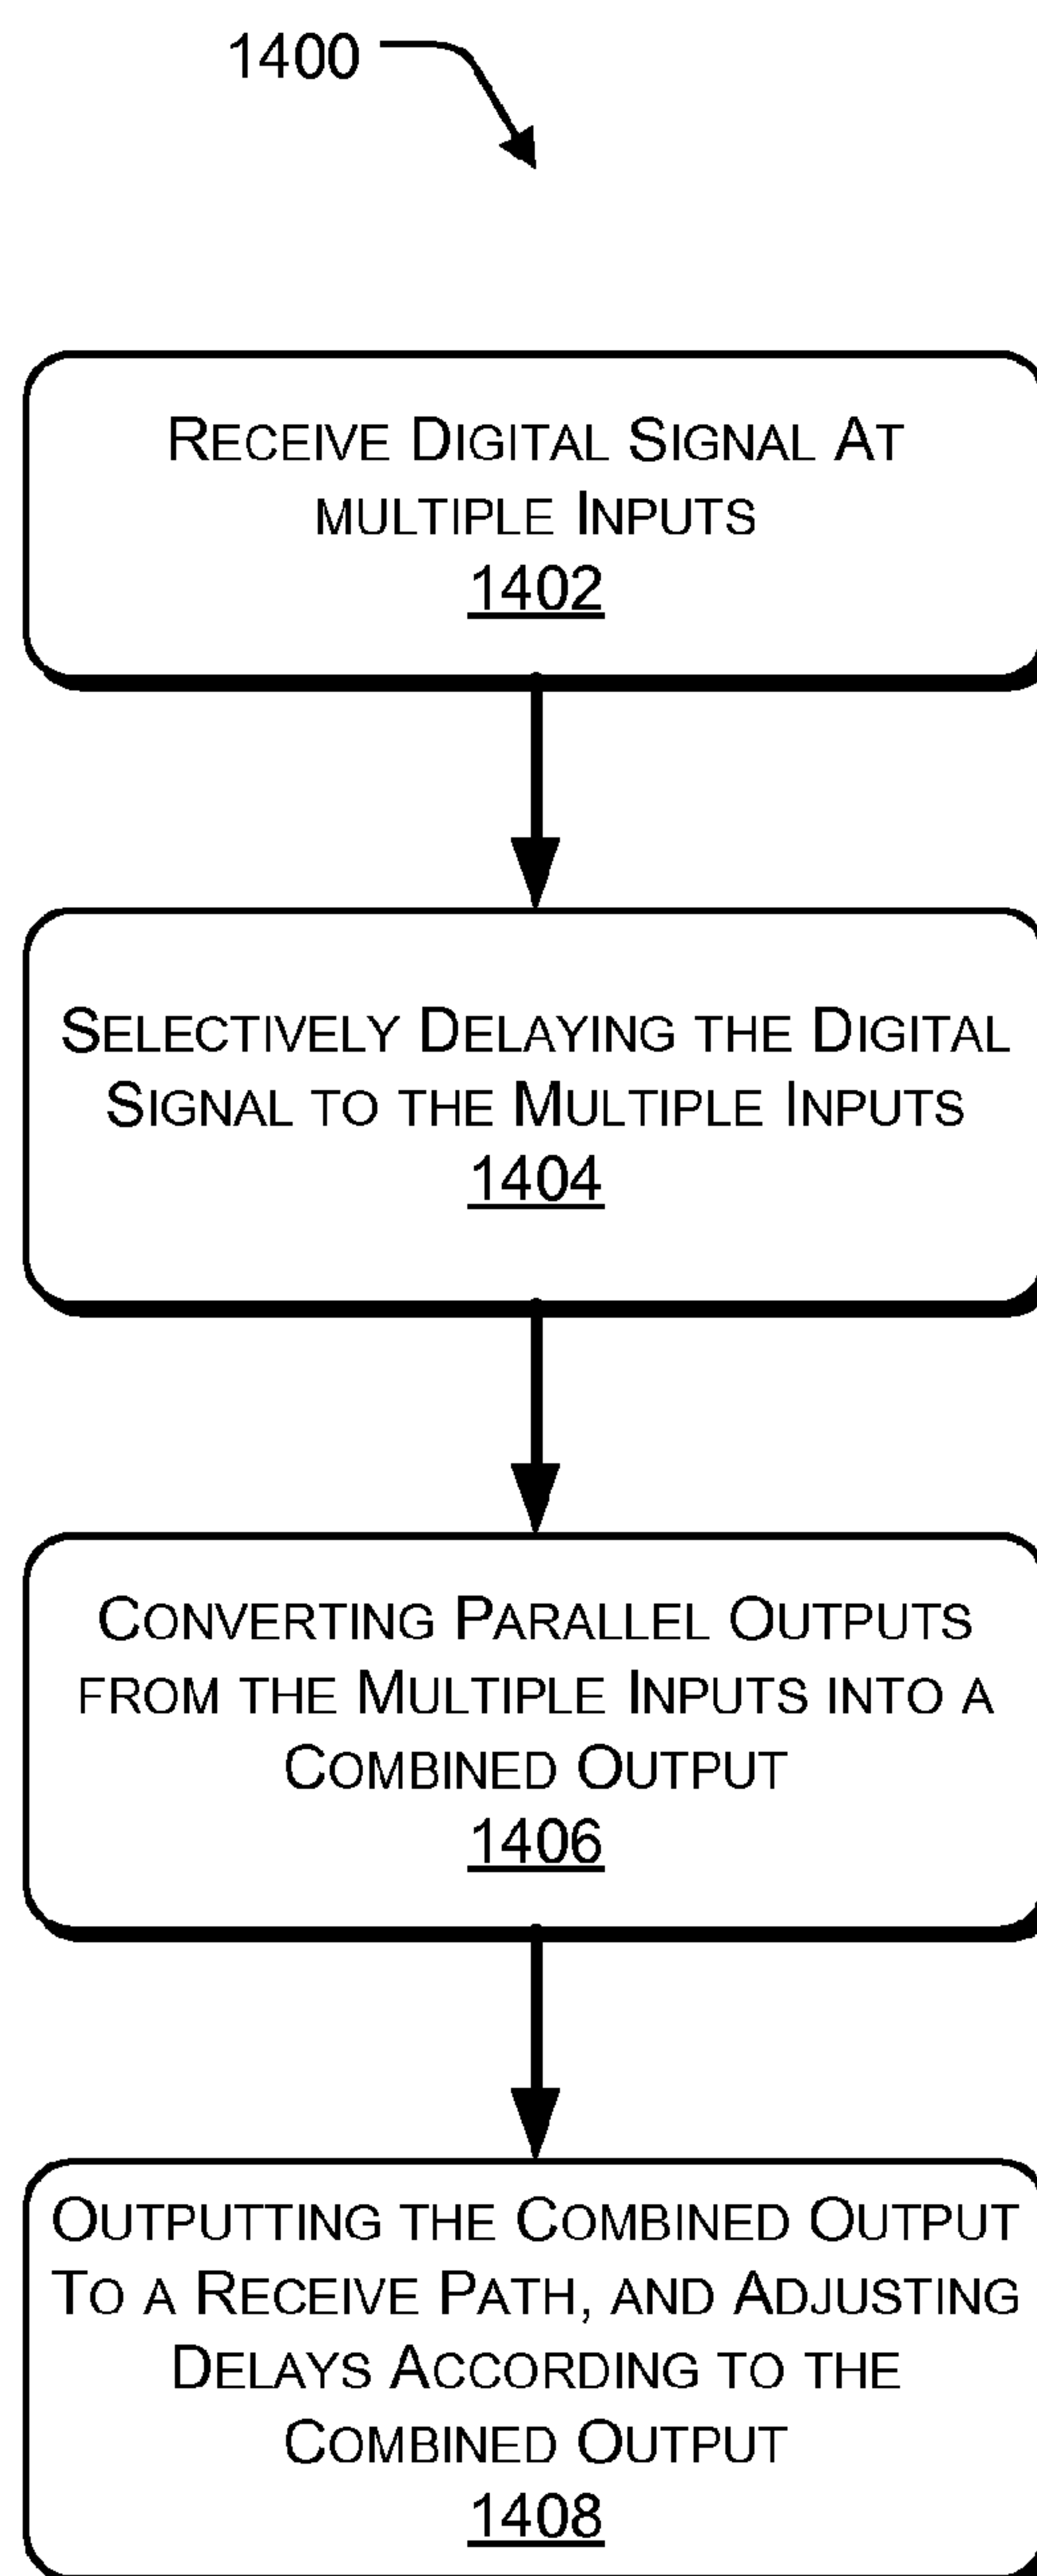 1400
RECEIVE DIGITAL SIGNAL AT
MULTIPLE INPUTS
1402
SELECTIVELY DELAYING THE DIGITAL
SIGNAL TO THE MULTIPLE INPUTS
1404
CONVERTING PARALLEL OUTPUTS
FROM THE MULTIPLE INPUTS INTO A
COMBINED OUTPUT
1406
OUTPUTTING THE COMBINED OUTPUT
TO A RECEIVE PATH, AND ADJUSTING
DELAYS ACCORDING TO THE
COMBINED OUTPUT
1408